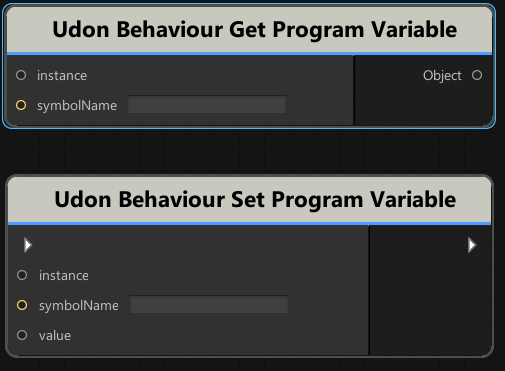 Udon Behaviour Get Program Variable
instance
Object
symbolName
Udon Behaviour Set Program Variable
instance
symbolName
value